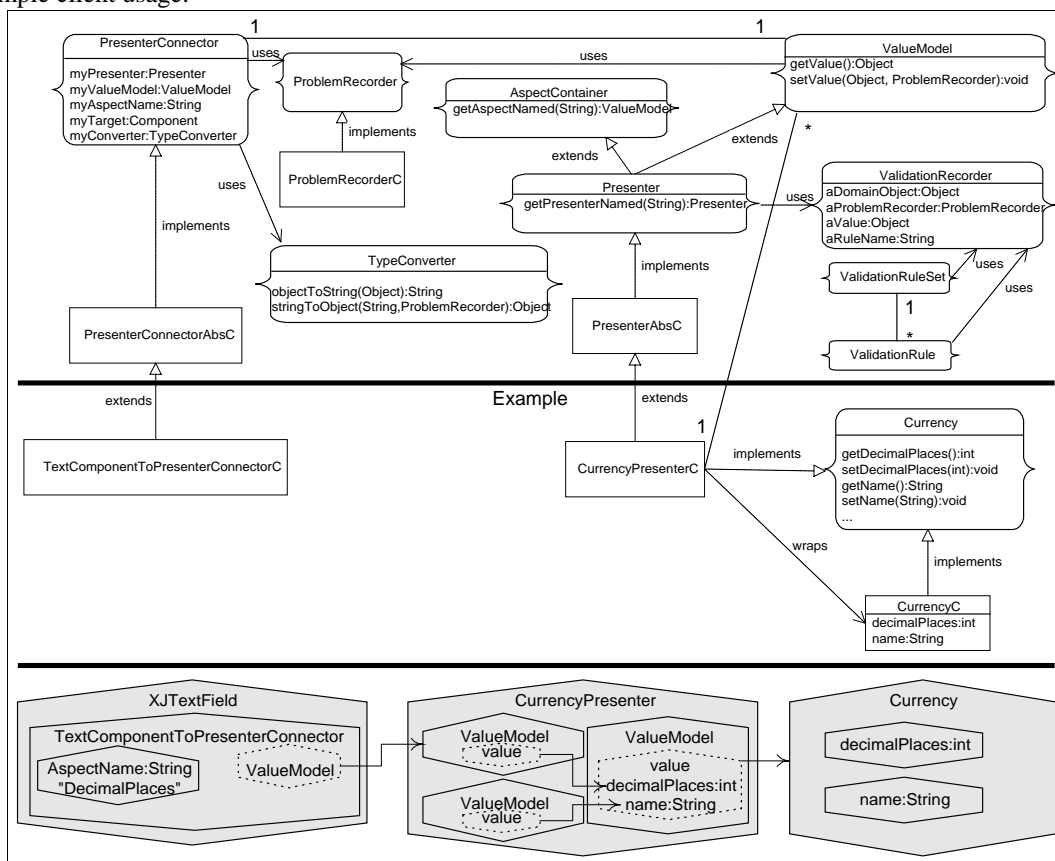 1
1
PresenterConnector
myPresenter:Presenter
myValueModel:ValueModel
myAspectName:String
myTarget:Component
myConverter:TypeConverter
uses
ProblemRecorder
uses
ValueModel
getValue():Object
setValue(Object, ProblemRecorder):void
AspectContainer
getAspectNamed(String):ValueModel
implements
extends
extends
*
ProblemRecorderC
uses
implements
Presenter
getPresenterNamed(String):Presenter
uses
ValidationRecorder
aDomainObject:Object
aProblemRecorder:ProblemRecorder
aValue:Object
aRuleName:String
TypeConverter
objectToString(Object):String
stringToObject(String,ProblemRecorder):Object
implements
ValidationRuleSet
uses
uses
1
*
ValidationRule
PresenterConnectorAbsC
PresenterAbsC
extends
Example
extends
1
TextComponentToPresenterConnectorC
CurrencyPresenterC
implements
Currency
getDecimalPlaces():int
setDecimalPlaces(int):void
getName():String
setName(String):void
...
wraps
implements
CurrencyC
decimalPlaces:int
name:String
XJTextField
TextComponentToPresenterConnector
AspectName:String
"DecimalPlaces"
ValueModel
CurrencyPresenter
ValueModel
value
ValueModel
value
ValueModel
value
decimalPlaces:int
name:String
Currency
decimalPlaces:int
name:String